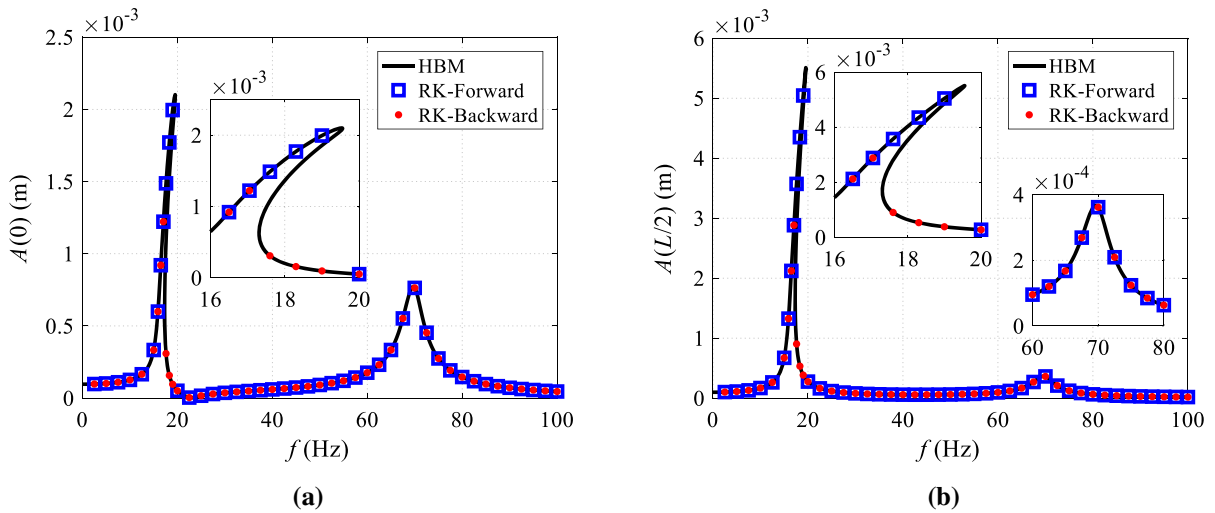 ×10⁻³
2.5
2
1.5
1
0.5
0
A(0) (m)
0 20 40 60 80 100
f (Hz)
HBM
RK-Forward
RK-Backward
×10⁻³
2
1
0
16 18 20
(a)
×10⁻³
6
5
4
3
2
1
0
A(L/2) (m)
0 20 40 60 80 100
f (Hz)
HBM
RK-Forward
RK-Backward
×10⁻³
6
4
2
0
16 18 20
×10⁻⁴
4
2
0
60 70 80
(b)